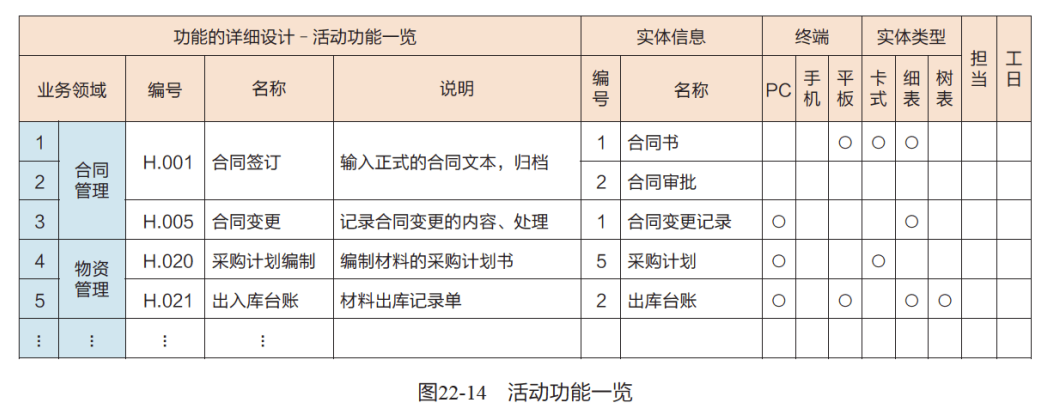 功能的详细设计 – 活动功能一览 实体信息 终端 实体类型 担当 工日
业务领域 编号 名称 说明 编号 名称 PC 手机 平板 卡式 细表 树表
1 合同管理 H.001 合同签订 输入正式的合同文本，归档 1 合同书 ○ ○ ○
2 2 合同审批
3 H.005 合同变更 记录合同变更的内容、处理 1 合同变更记录 ○ ○
4 物资管理 H.020 采购计划编制 编制材料的采购计划书 5 采购计划 ○ ○
5 H.021 出入库台账 材料出库记录单 2 出库台账 ○ ○ ○ ○
⋮ ⋮ ⋮ ⋮
图22-14 活动功能一览